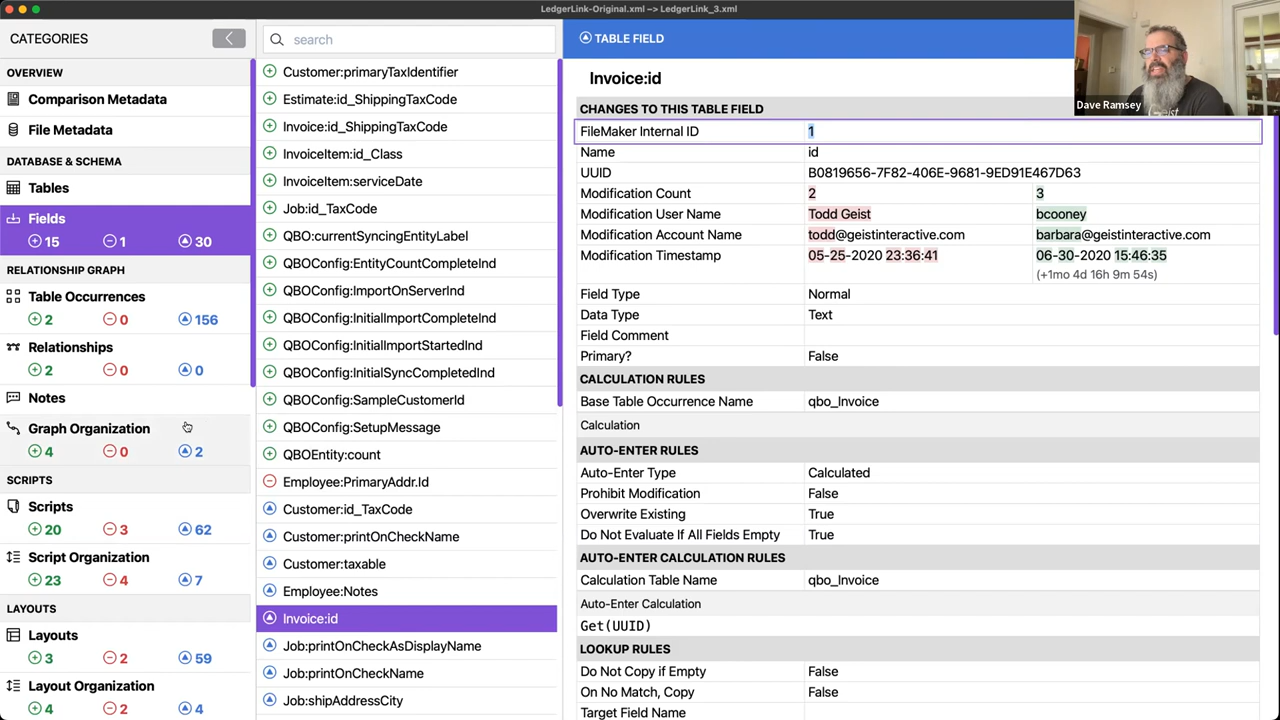 LedgerLink-Original.xml --> LedgerLink_3.xml
CATEGORIES
OVERVIEW
Comparison Metadata
File Metadata
DATABASE & SCHEMA
Tables
Fields
15 1 30
RELATIONSHIP GRAPH
Table Occurrences
2 0 156
Relationships
2 0 0
Notes
Graph Organization
4 0 2
SCRIPTS
Scripts
20 3 62
Script Organization
23 4 7
LAYOUTS
Layouts
3 2 59
Layout Organization
4 2 4
search
Customer:primaryTaxIdentifier
Estimate:id_ShippingTaxCode
Invoice:id_ShippingTaxCode
InvoiceItem:id_Class
InvoiceItem:serviceDate
Job:id_TaxCode
QBO:currentSyncingEntityLabel
QBOConfig:EntityCountCompleteInd
QBOConfig:ImportOnServerInd
QBOConfig:InitialImportCompleteInd
QBOConfig:InitialImportStartedInd
QBOConfig:InitialSyncCompletedInd
QBOConfig:SampleCustomerId
QBOConfig:SetupMessage
QBOEntity:count
Employee:PrimaryAddr.Id
Customer:id_TaxCode
Customer:printOnCheckName
Customer:taxable
Employee:Notes
Invoice:id
Job:printOnCheckAsDisplayName
Job:printOnCheckName
Job:shipAddressCity
TABLE FIELD
Invoice:id
CHANGES TO THIS TABLE FIELD
FileMaker Internal ID 1
Name id
UUID B0819656-7F82-406E-9681-9ED91E467D63
Modification Count 2 3
Modification User Name Todd Geist bcooney
Modification Account Name todd@geistinteractive.com barbara@geistinteractive.com
Modification Timestamp 05-25-2020 23:36:41 06-30-2020 15:46:35
(+1mo 4d 16h 9m 54s)
Field Type Normal
Data Type Text
Field Comment
Primary? False
CALCULATION RULES
Base Table Occurrence Name qbo_Invoice
Calculation
AUTO-ENTER RULES
Auto-Enter Type Calculated
Prohibit Modification False
Overwrite Existing True
Do Not Evaluate If All Fields Empty True
AUTO-ENTER CALCULATION RULES
Calculation Table Name qbo_Invoice
Auto-Enter Calculation
Get(UUID)
LOOKUP RULES
Do Not Copy if Empty False
On No Match, Copy False
Target Field Name
Dave Ramsey